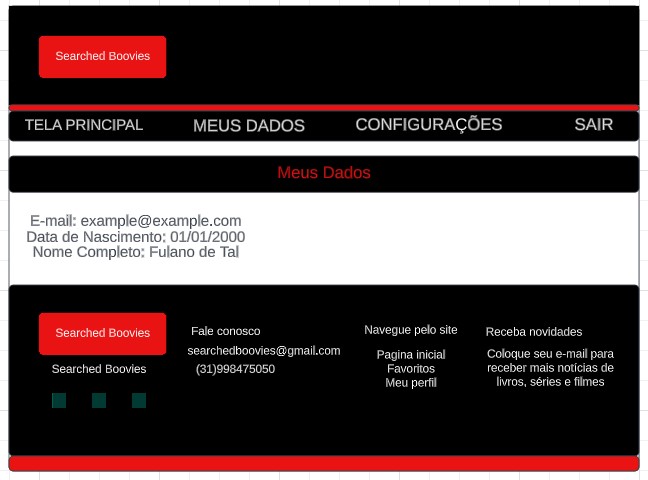 Searched Boovies
TELA PRINCIPAL MEUS DADOS CONFIGURAÇÕES SAIR
Meus Dados
E-mail: example@example.com
Data de Nascimento: 01/01/2000
Nome Completo: Fulano de Tal
Searched Boovies
Searched Boovies
Fale conosco
searchedboovies@gmail.com
(31)998475050
Navegue pelo site
Pagina inicial
Favoritos
Meu perfil
Receba novidades
Coloque seu e-mail para
receber mais notícias de
livros, séries e filmes